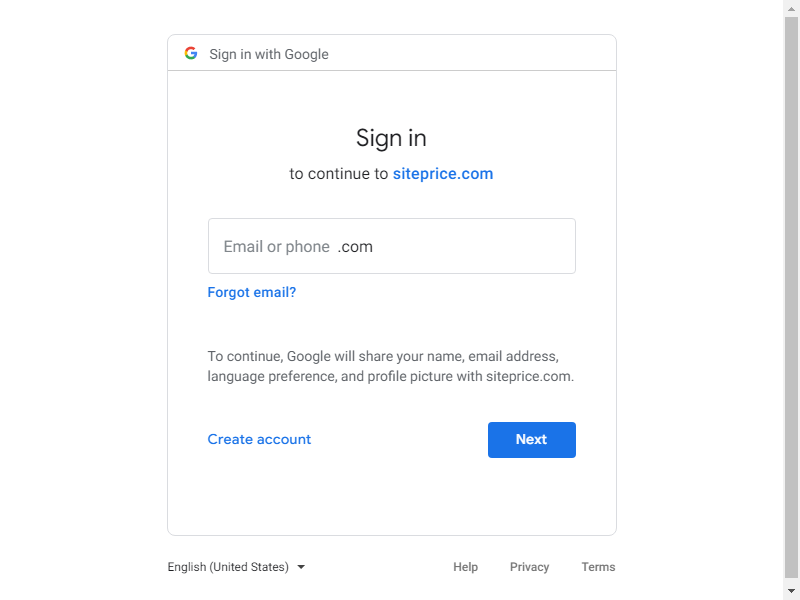 Sign in with Google
Sign in
to continue to siteprice.com
Email or phone .com
Forgot email?
To continue, Google will share your name, email address,
language preference, and profile picture with siteprice.com.
Create account
Next
English (United States)
Help
Privacy
Terms